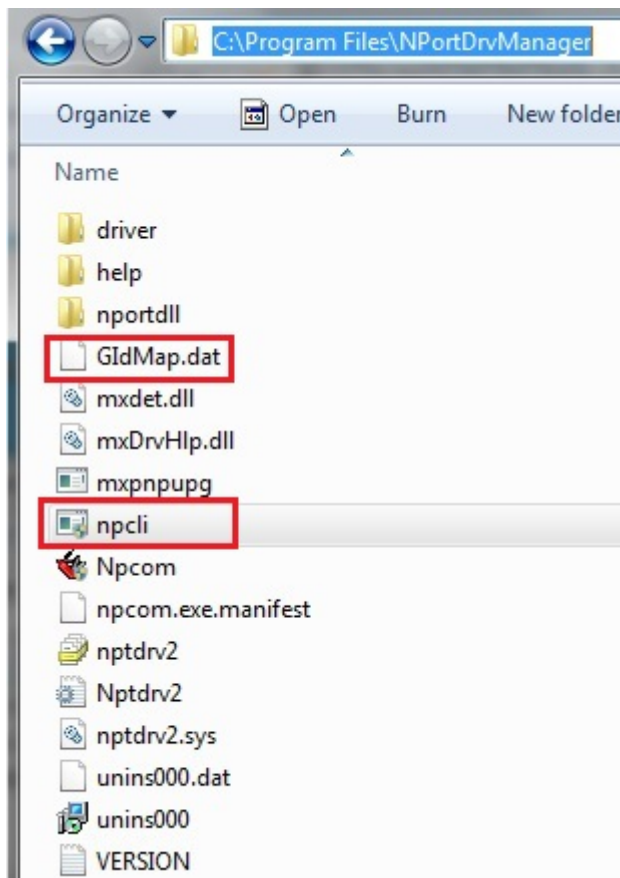 C:\Program Files\NPortDrvManager
Organize Open Burn New folder
Name
driver
help
nportdll
GIdMap.dat
mxdet.dll
mxDrvHlp.dll
mxpnpupg
npcli
Npcom
npcom.exe.manifest
nptdrv2
Nptdrv2
nptdrv2.sys
unins000.dat
unins000
VERSION